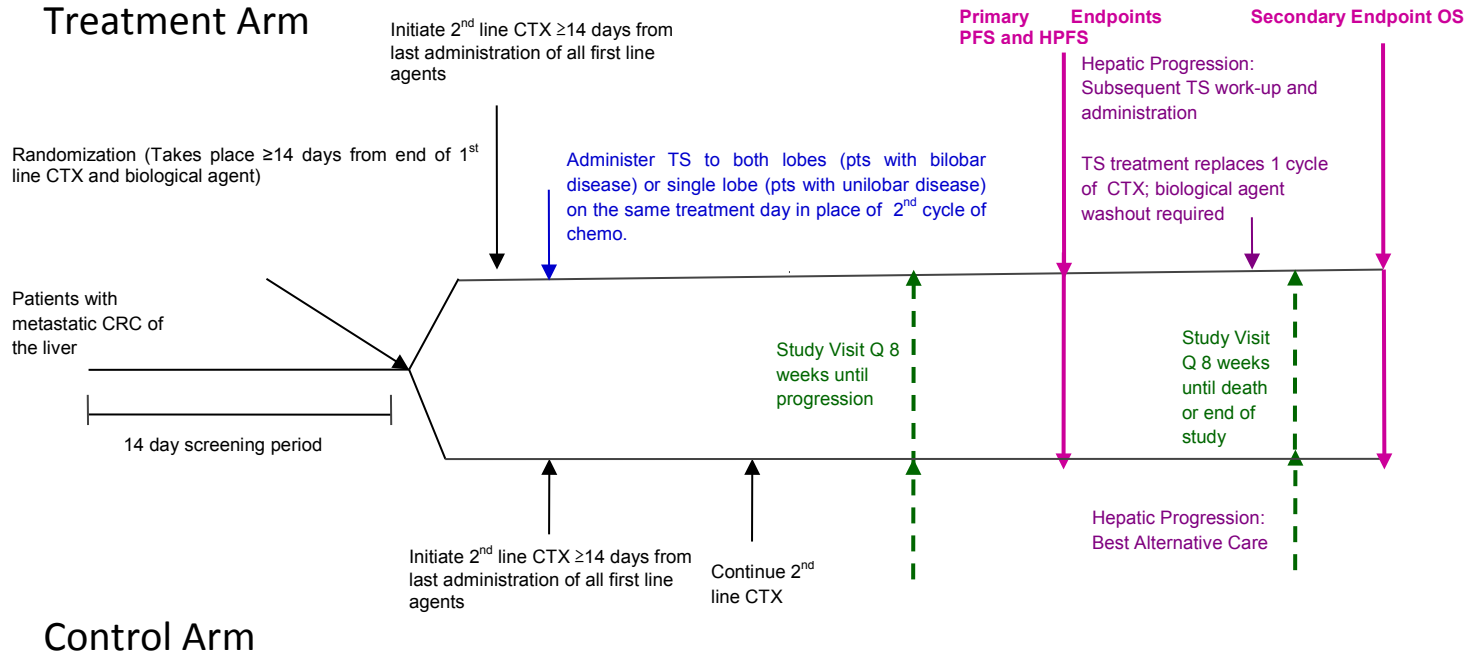 Treatment Arm
Initiate 2nd line CTX ≥14 days from
last administration of all first line
agents
Primary Endpoints
PFS and HPFS
Secondary Endpoint OS
Hepatic Progression:
Subsequent TS work-up and
administration
TS treatment replaces 1 cycle
of CTX; biological agent
washout required
Randomization (Takes place ≥14 days from end of 1st
line CTX and biological agent)
Administer TS to both lobes (pts with bilobar
disease) or single lobe (pts with unilobar disease)
on the same treatment day in place of 2nd cycle of
chemo.
Patients with
metastatic CRC of
the liver
14 day screening period
Study Visit Q 8
weeks until
progression
Study Visit
Q 8 weeks
until death
or end of
study
Initiate 2nd line CTX ≥14 days from
last administration of all first line
agents
Continue 2nd
line CTX
Hepatic Progression:
Best Alternative Care
Control Arm